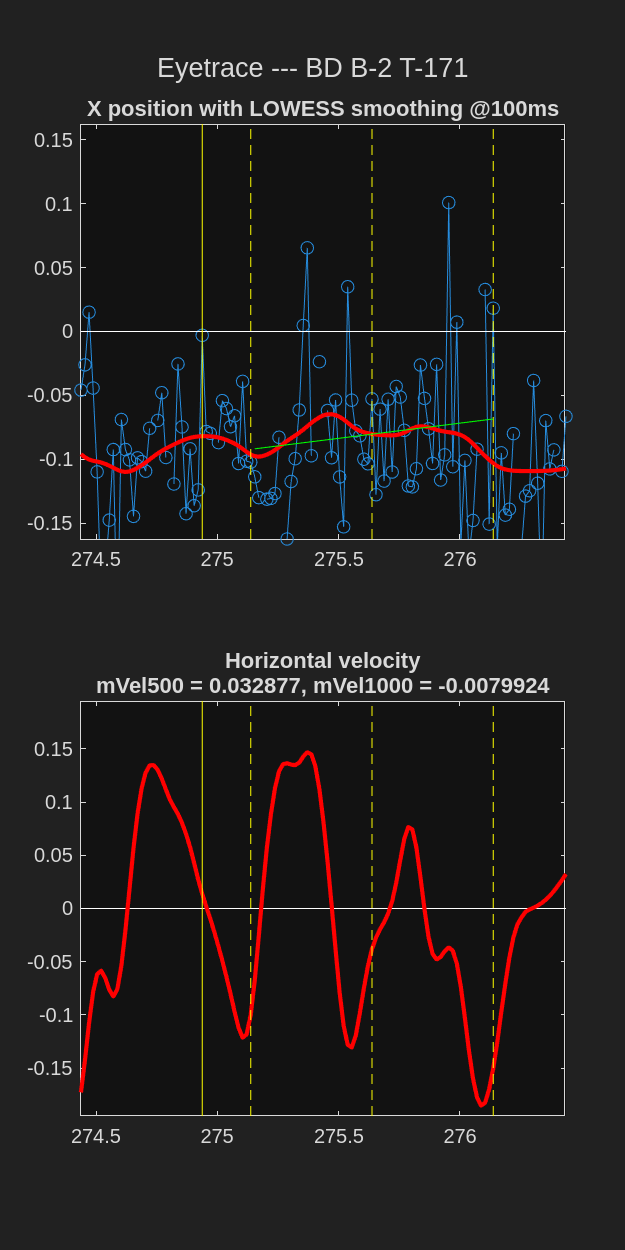 Eyetrace --- BD B-2 T-171
X position with LOWESS smoothing @100ms
0.15
0.1
0.05
0
-0.05
-0.1
-0.15
274.5 275 275.5 276
Horizontal velocity
mVel500 = 0.032877, mVel1000 = -0.0079924
0.15
0.1
0.05
0
-0.05
-0.1
-0.15
274.5 275 275.5 276